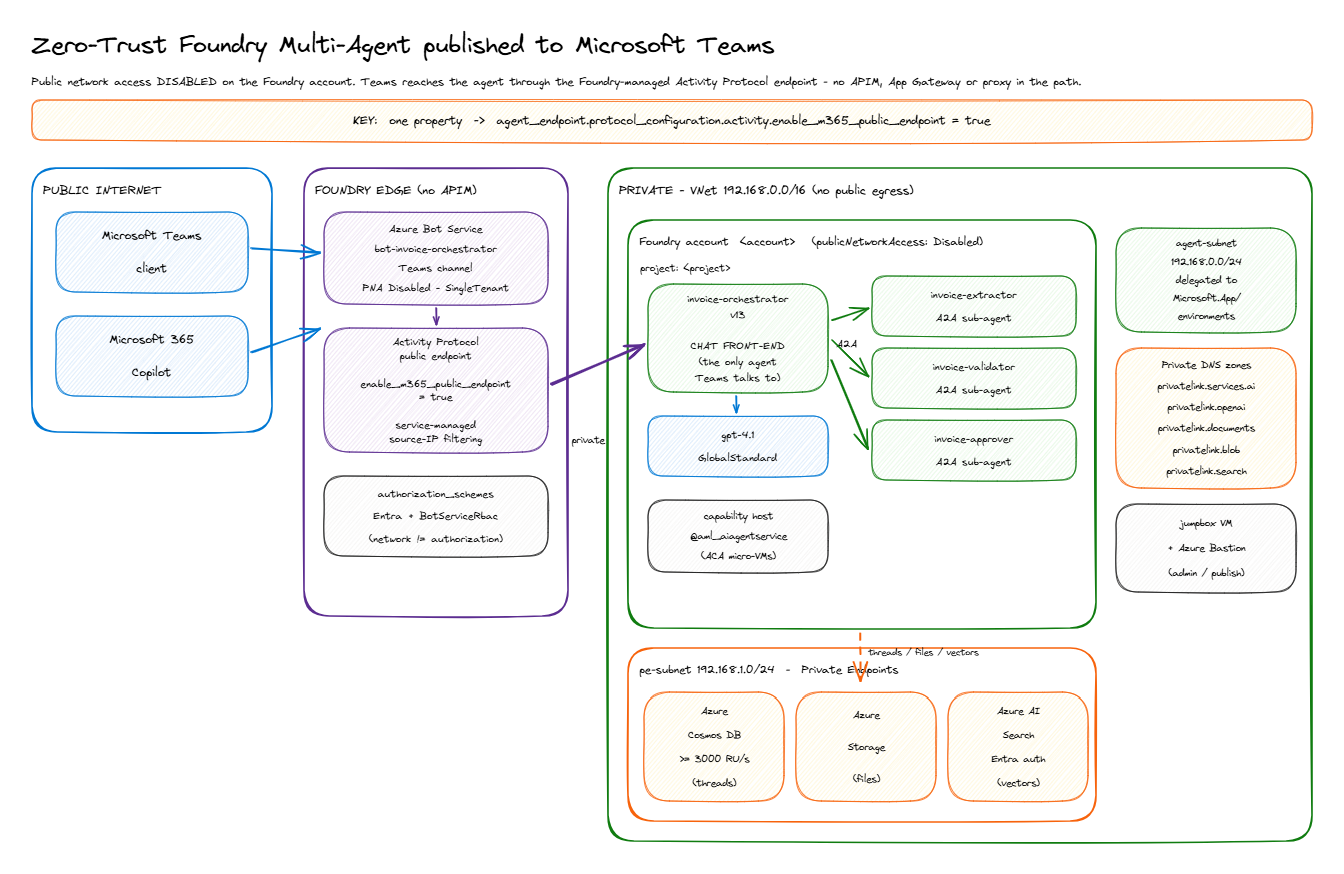 Zero-Trust Foundry Multi-Agent published to Microsoft Teams
Public network access DISABLED on the Foundry account. Teams reaches the agent through the Foundry-managed Activity Protocol endpoint - no APIM, App Gateway or proxy in the path.
KEY: one property -> agent_endpoint.protocol_configuration.activity.enable_m365_public_endpoint = true
PUBLIC INTERNET
Microsoft Teams
client
Microsoft 365
Copilot
FOUNDRY EDGE (no APIM)
Azure Bot Service
bot-invoice-orchestrator
Teams channel
PNA Disabled - SingleTenant
Activity Protocol
public endpoint
enable_m365_public_endpoint
= true
service-managed
source-IP filtering
authorization_schemes
Entra + BotServiceRbac
(network != authorization)
private
PRIVATE - VNet 192.168.0.0/16 (no public egress)
Foundry account <account> (publicNetworkAccess: Disabled)
project: <project>
invoice-orchestrator
v13
CHAT FRONT-END
(the only agent
Teams talks to)
A2A
invoice-extractor
A2A sub-agent
invoice-validator
A2A sub-agent
invoice-approver
A2A sub-agent
gpt-4.1
GlobalStandard
capability host
@aml_aiagentservice
(ACA micro-VMs)
agent-subnet
192.168.0.0/24
delegated to
Microsoft.App/
environments
Private DNS zones
privatelink.services.ai
privatelink.openai
privatelink.documents
privatelink.blob
privatelink.search
jumpbox VM
+ Azure Bastion
(admin / publish)
threads / files / vectors
pe-subnet 192.168.1.0/24 - Private Endpoints
Azure
Cosmos DB
>= 3000 RU/s
(threads)
Azure
Storage
(files)
Azure AI
Search
Entra auth
(vectors)